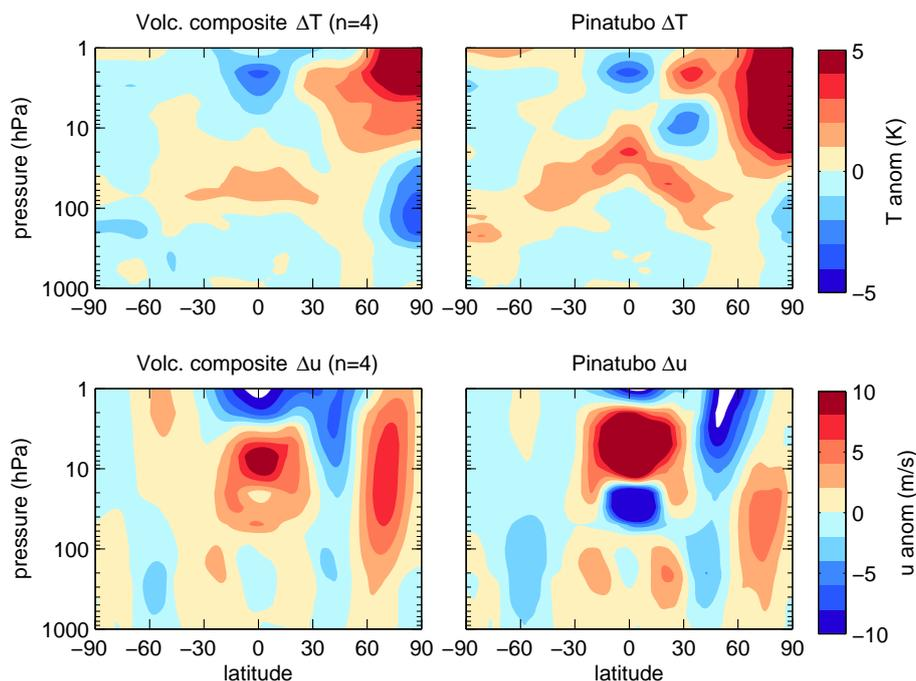 Volc. composite ΔT (n=4)
Pinatubo ΔT
pressure (hPa)
1
10
100
1000
−90 −60 −30 0 30 60 90
−90 −60 −30 0 30 60 90
5
0
−5
T anom (K)
Volc. composite Δu (n=4)
Pinatubo Δu
pressure (hPa)
1
10
100
1000
−90 −60 −30 0 30 60 90
latitude
−90 −60 −30 0 30 60 90
latitude
10
5
0
−5
−10
u anom (m/s)